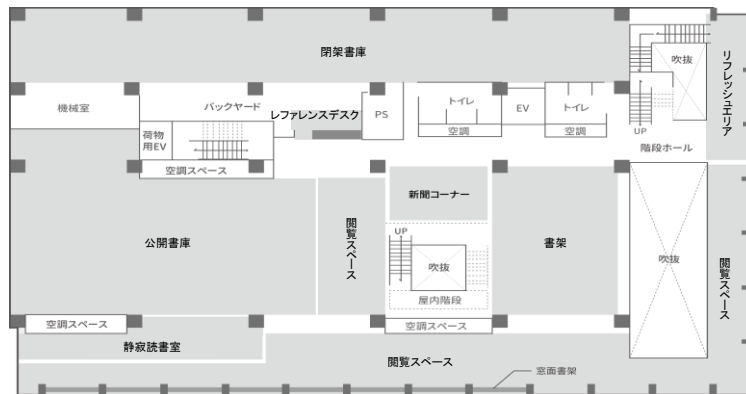 閉架書庫
吹抜
リフレッシュエリア
機械室
バックヤード
レファレンスデスク
PS
トイレ
EV
トイレ
荷物
用EV
空調
空調
UP
階段ホール
空調スペース
新聞コーナー
公開書庫
閲覧スペース
UP
書架
吹抜
吹抜
閲覧スペース
屋内階段
空調スペース
空調スペース
静寂読書室
閲覧スペース
窓面書架